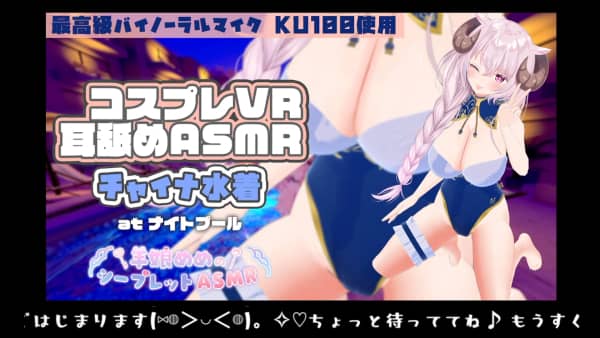 最高級バイノーラルマイク KU100使用
コスプレVR
耳舐めASMR
チャイナ水着
at ナイトプール
羊娘めめの
シープレットASMR
はじまります(⋈◍＞◡＜◍)。✧♡ちょっと待っててね♪ もうすぐ